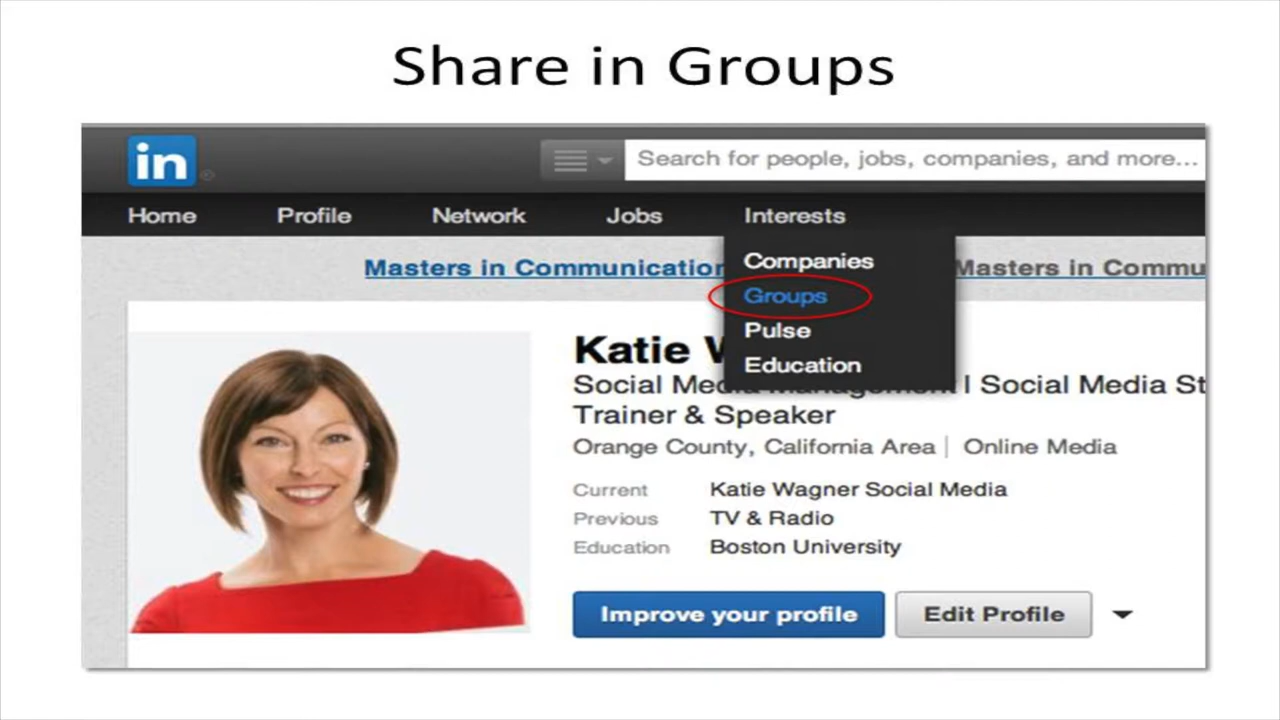 Share in Groups
in
Search for people, jobs, companies, and more...
Home Profile Network Jobs Interests
Masters in Communication
Masters in Commu
Companies
Groups
Pulse
Education
Katie
Social Media Management | Social Media St
Trainer & Speaker
Orange County, California Area | Online Media
Current Katie Wagner Social Media
Previous TV & Radio
Education Boston University
Improve your profile
Edit Profile